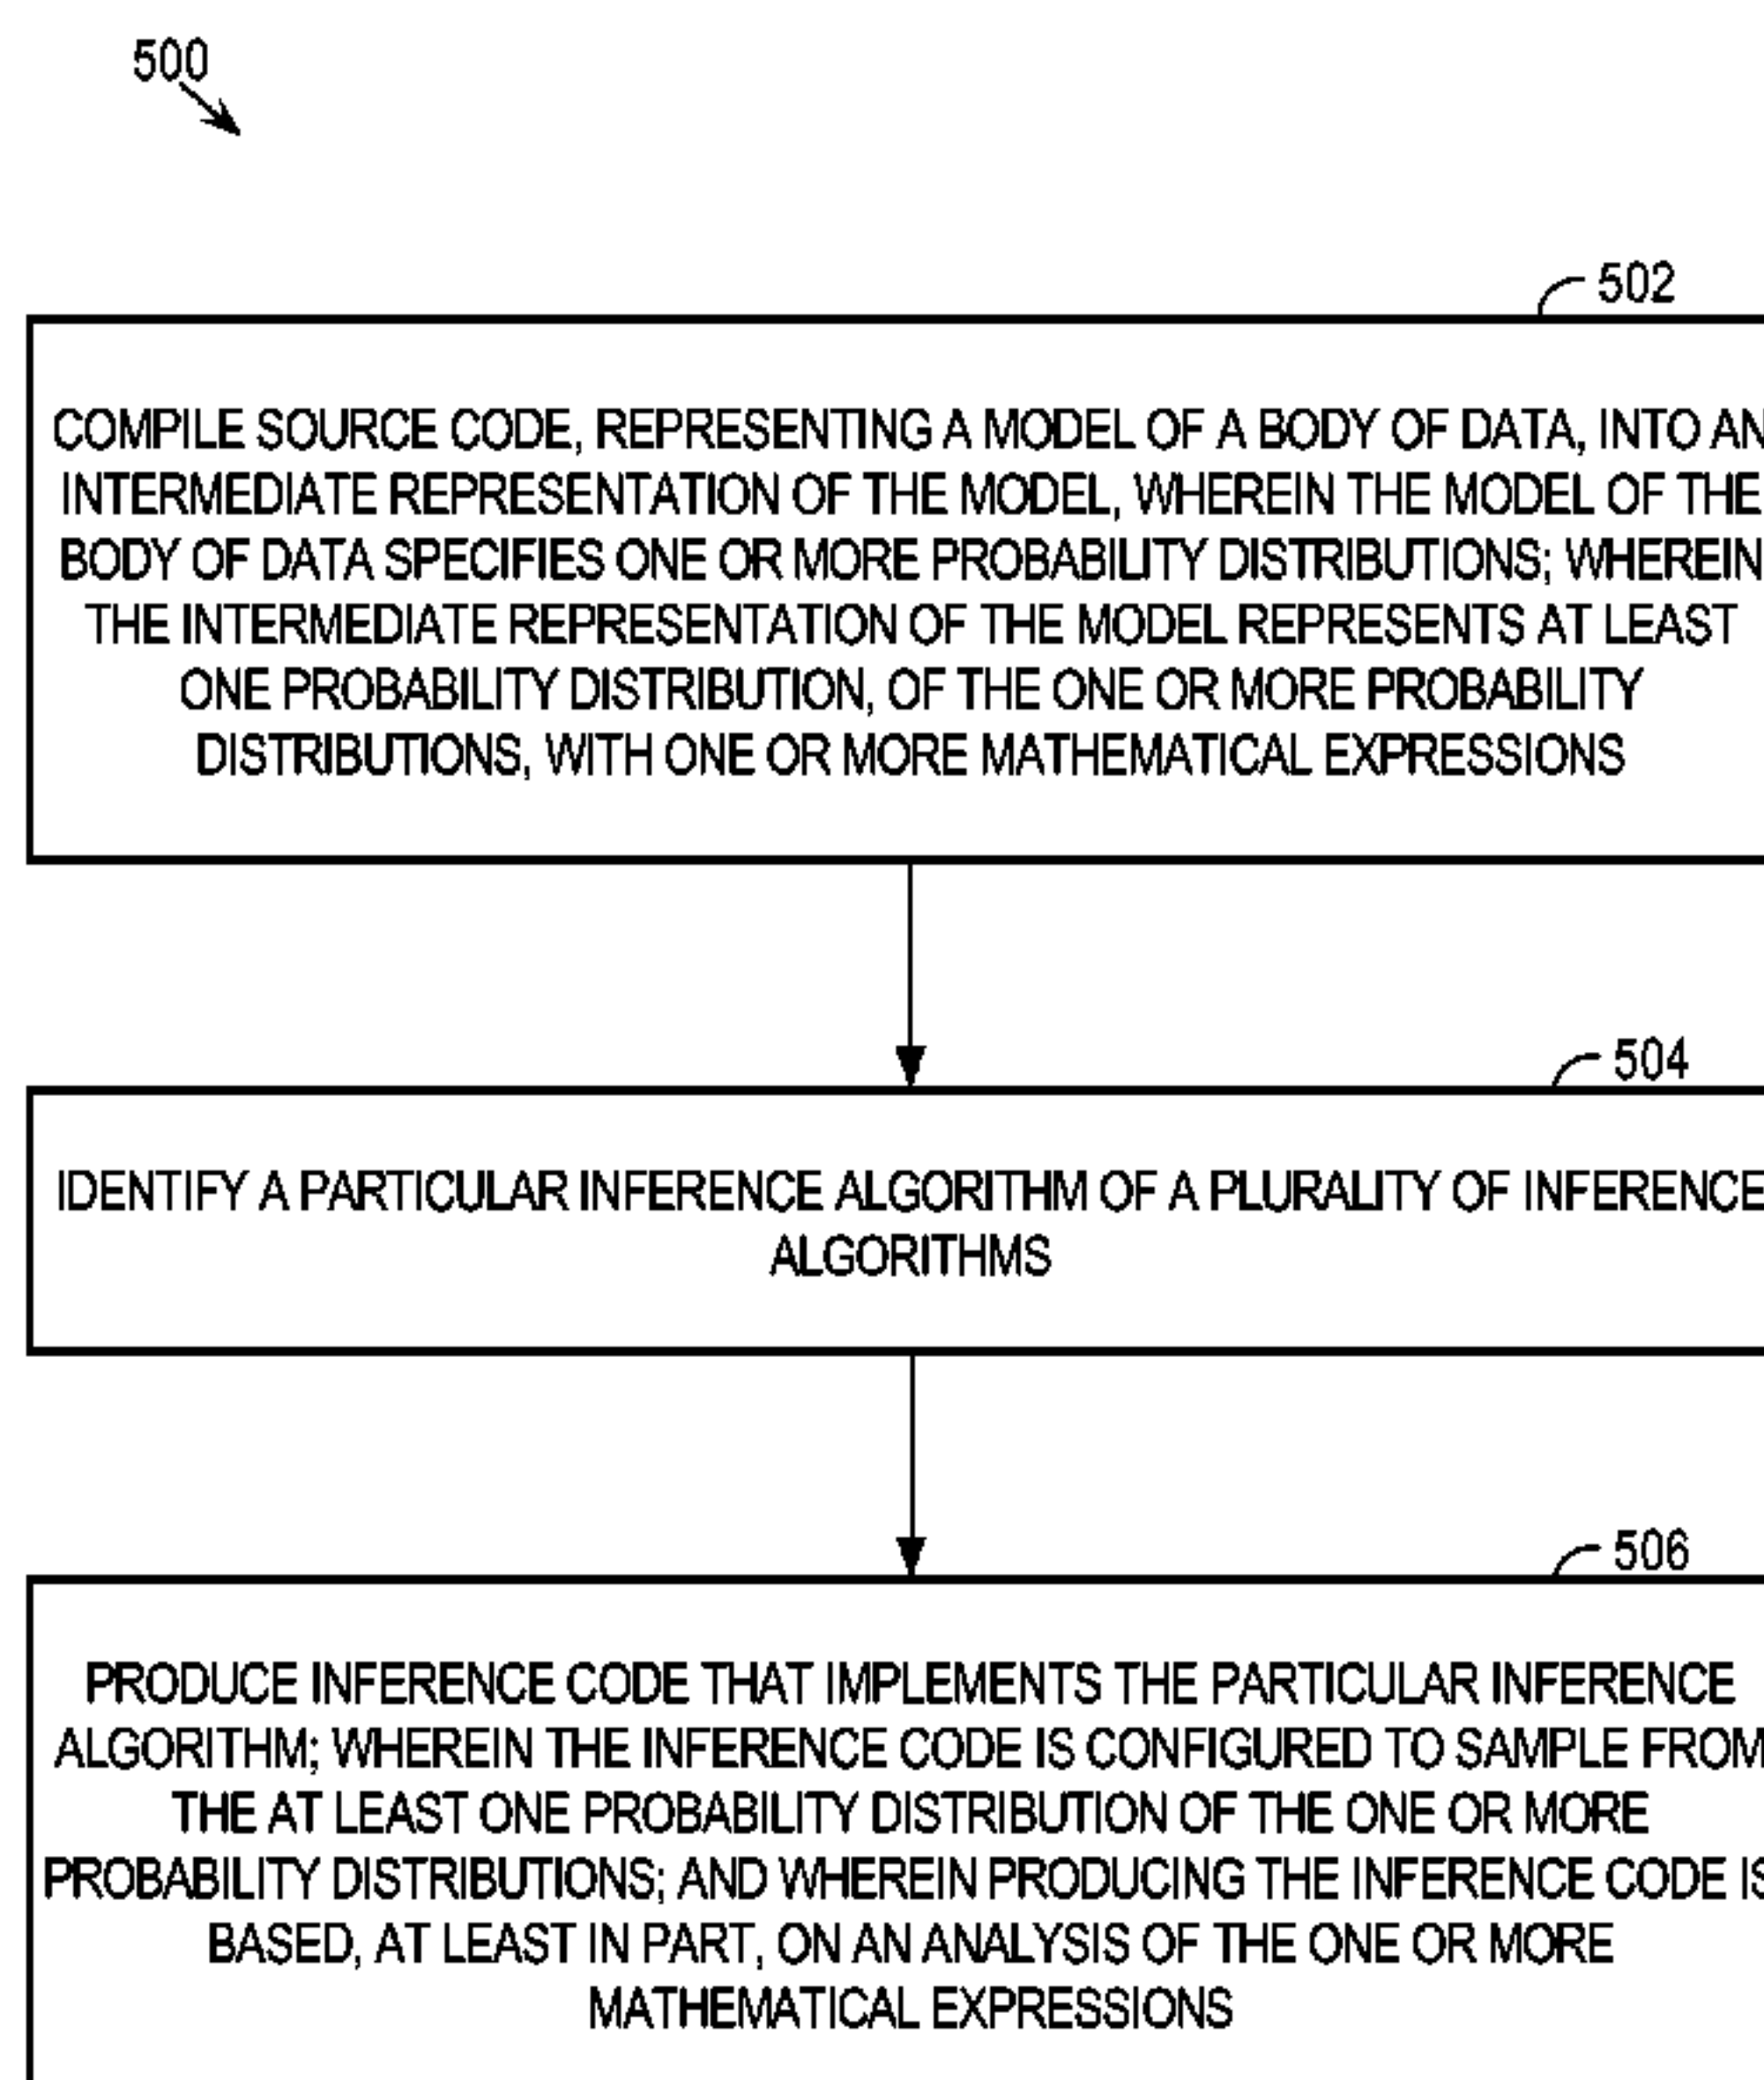 500
502
COMPILE SOURCE CODE, REPRESENTING A MODEL OF A BODY OF DATA, INTO AN
INTERMEDIATE REPRESENTATION OF THE MODEL, WHEREIN THE MODEL OF THE
BODY OF DATA SPECIFIES ONE OR MORE PROBABILITY DISTRIBUTIONS; WHEREIN
THE INTERMEDIATE REPRESENTATION OF THE MODEL REPRESENTS AT LEAST
ONE PROBABILITY DISTRIBUTION, OF THE ONE OR MORE PROBABILITY
DISTRIBUTIONS, WITH ONE OR MORE MATHEMATICAL EXPRESSIONS
504
IDENTIFY A PARTICULAR INFERENCE ALGORITHM OF A PLURALITY OF INFERENCE
ALGORITHMS
506
PRODUCE INFERENCE CODE THAT IMPLEMENTS THE PARTICULAR INFERENCE
ALGORITHM; WHEREIN THE INFERENCE CODE IS CONFIGURED TO SAMPLE FROM
THE AT LEAST ONE PROBABILITY DISTRIBUTION OF THE ONE OR MORE
PROBABILITY DISTRIBUTIONS; AND WHEREIN PRODUCING THE INFERENCE CODE IS
BASED, AT LEAST IN PART, ON AN ANALYSIS OF THE ONE OR MORE
MATHEMATICAL EXPRESSIONS